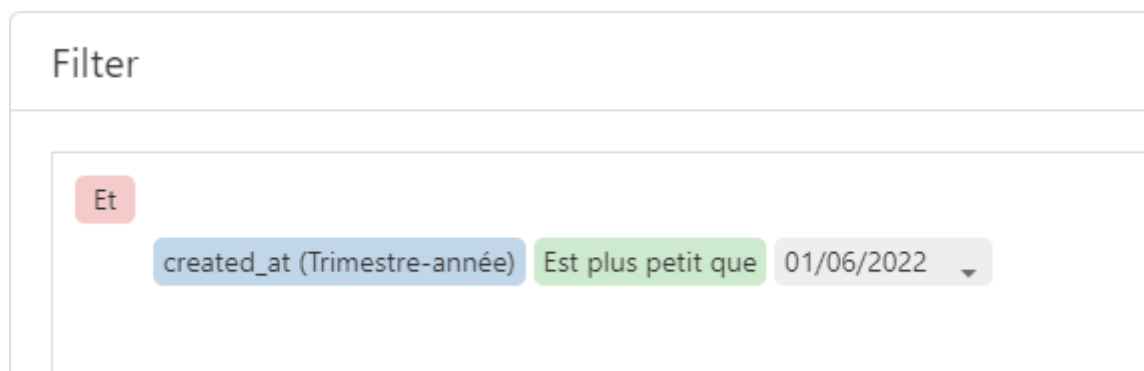 Filter
Et
created_at (Trimestre-année) Est plus petit que 01/06/2022